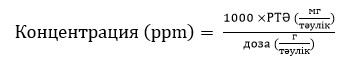 Концентрация (ppm) = 1000 ×РТӘ (мг/тәулік) / доза (г/тәулік)